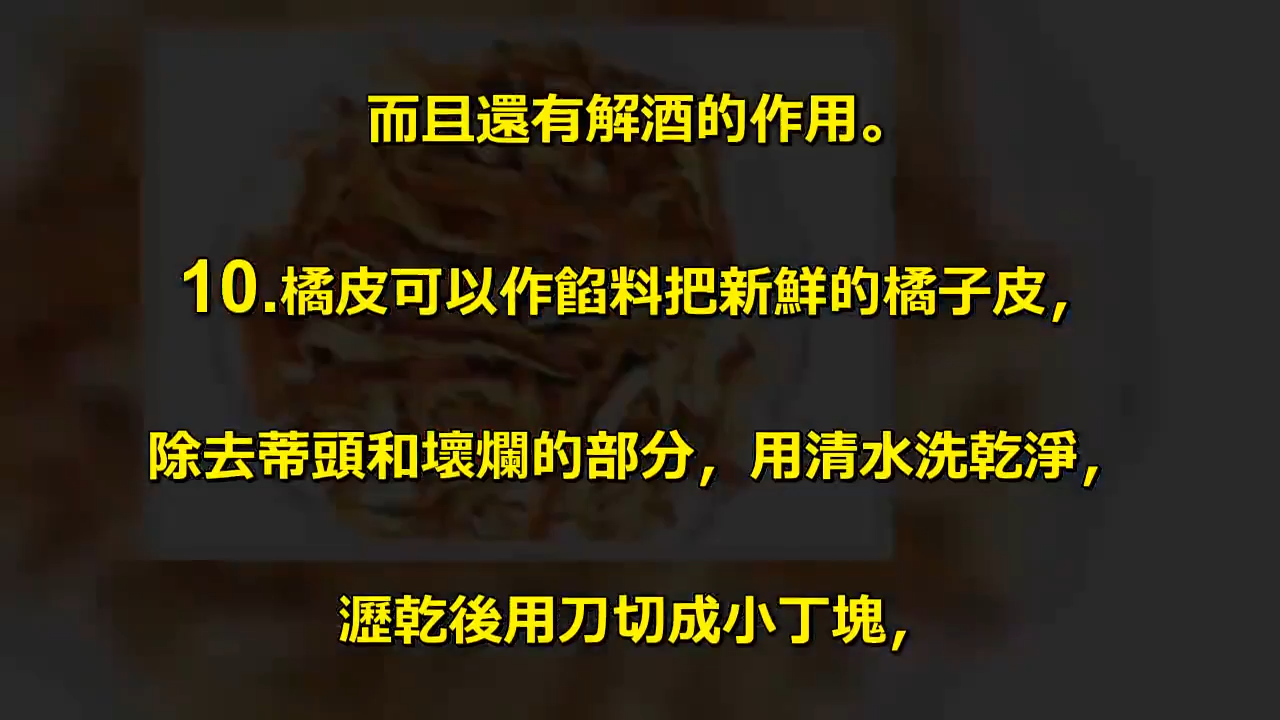 而且還有解酒的作用。
10.橘皮可以作餡料把新鮮的橘子皮，
除去蒂頭和壞爛的部分，用清水洗乾淨，
瀝乾後用刀切成小丁塊，